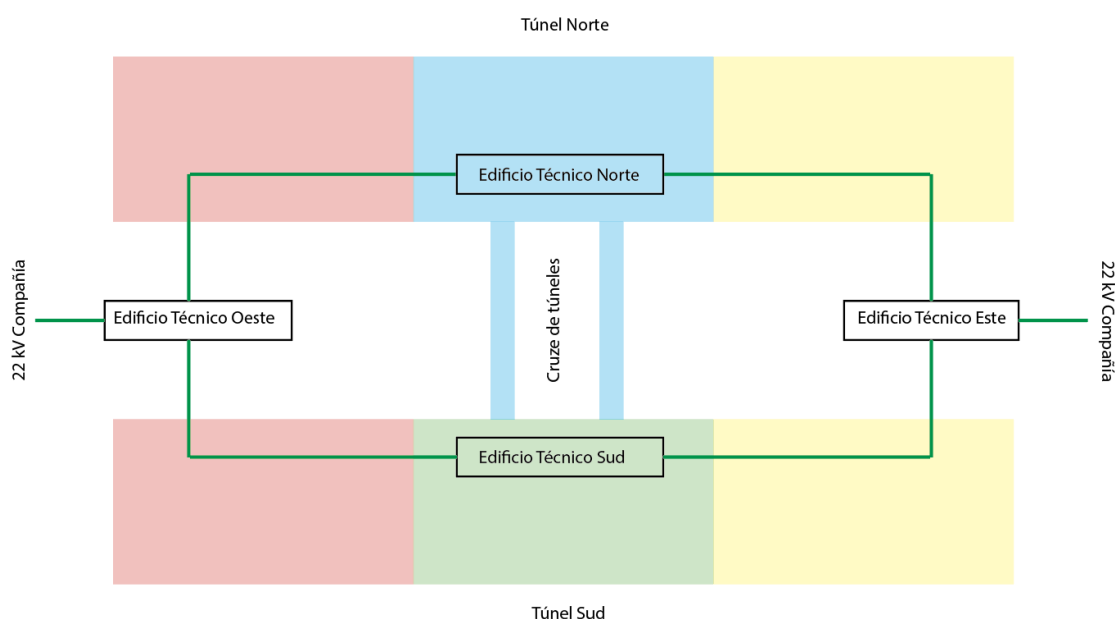 Túnel Norte
Edificio Técnico Norte
22 kV Compañía
Edificio Técnico Oeste
Cruze de túneles
Edificio Técnico Este
22 kV Compañía
Edificio Técnico Sud
Túnel Sud